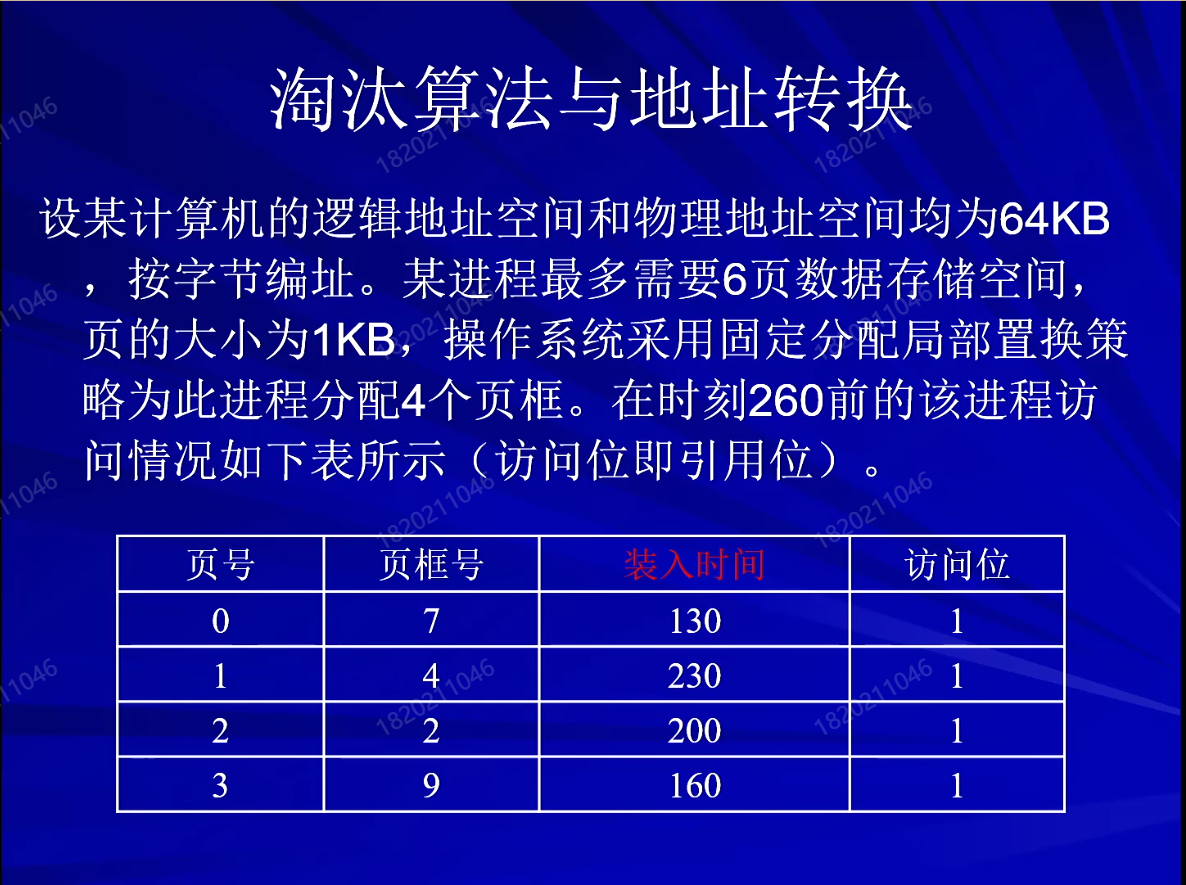 淘汰算法与地址转换
设某计算机的逻辑地址空间和物理地址空间均为64KB
，按字节编址。某进程最多需要6页数据存储空间，
页的大小为1KB，操作系统采用固定分配局部置换策
略为此进程分配4个页框。在时刻260前的该进程访
问情况如下表所示（访问位即引用位）。
页号 页框号 装入时间 访问位
0 7 130 1
1 4 230 1
2 2 200 1
3 9 160 1
1820211046